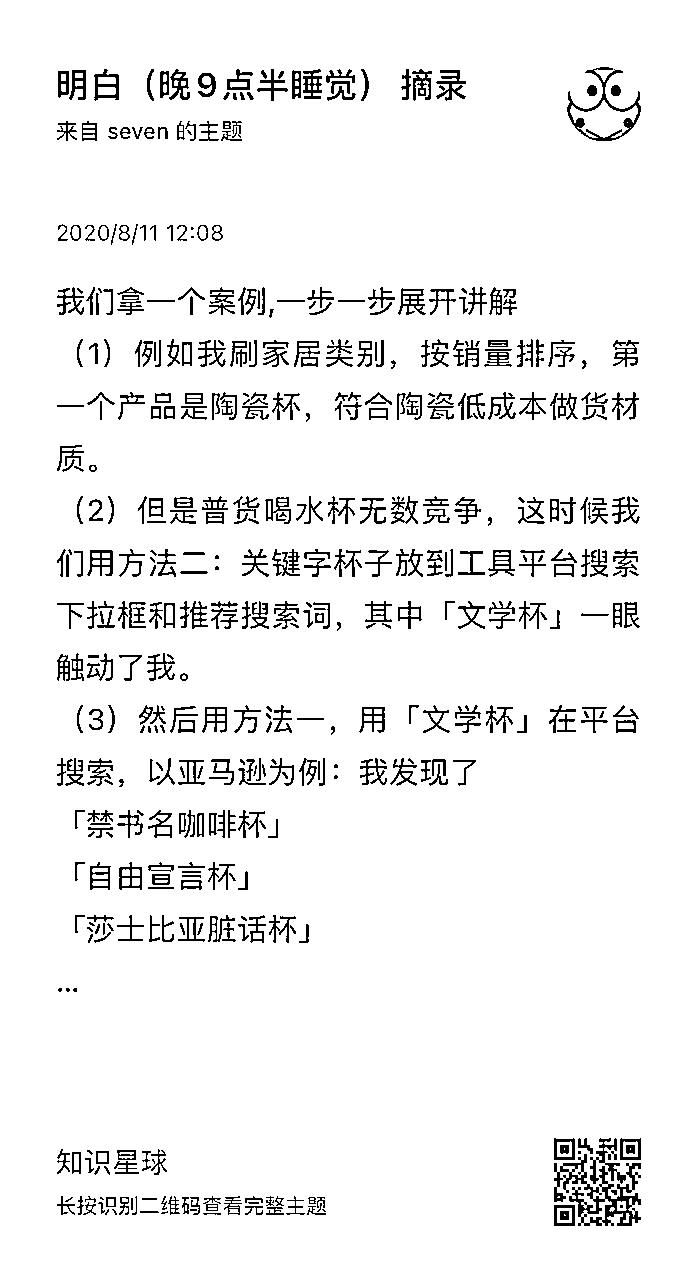 明白（晚9点半睡觉） 摘录
来自 seven 的主题
2020/8/11 12:08
我们拿一个案例,一步一步展开讲解
（1）例如我刷家居类别，按销量排序，第
一个产品是陶瓷杯，符合陶瓷低成本做货材
质。
（2）但是普货喝水杯无数竞争，这时候我
们用方法二：关键字杯子放到工具平台搜索
下拉框和推荐搜索词，其中「文学杯」一眼
触动了我。
（3）然后用方法一，用「文学杯」在平台
搜索，以亚马逊为例：我发现了
「禁书名咖啡杯」
「自由宣言杯」
「莎士比亚脏话杯」
...
知识星球
长按识别二维码查看完整主题